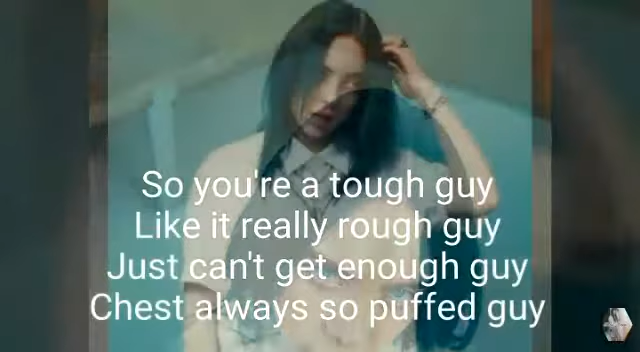 So you're a tough guy
Like it really rough guy
Just can't get enough guy
Chest always so puffed guy